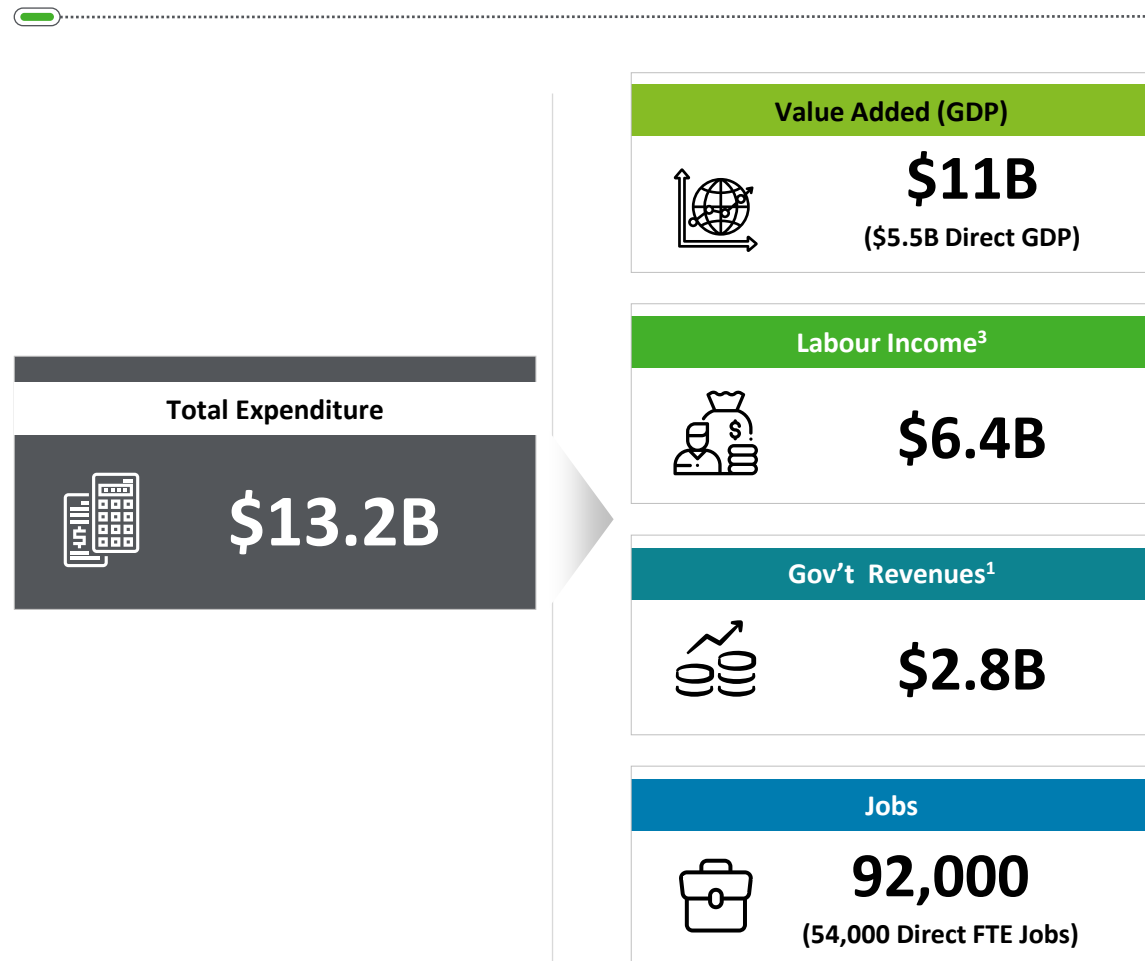 Total Expenditure
$13.2B
Value Added (GDP)
$11B
($5.5B Direct GDP)
Labour Income³
$6.4B
Gov't Revenues¹
$2.8B
Jobs
92,000
(54,000 Direct FTE Jobs)